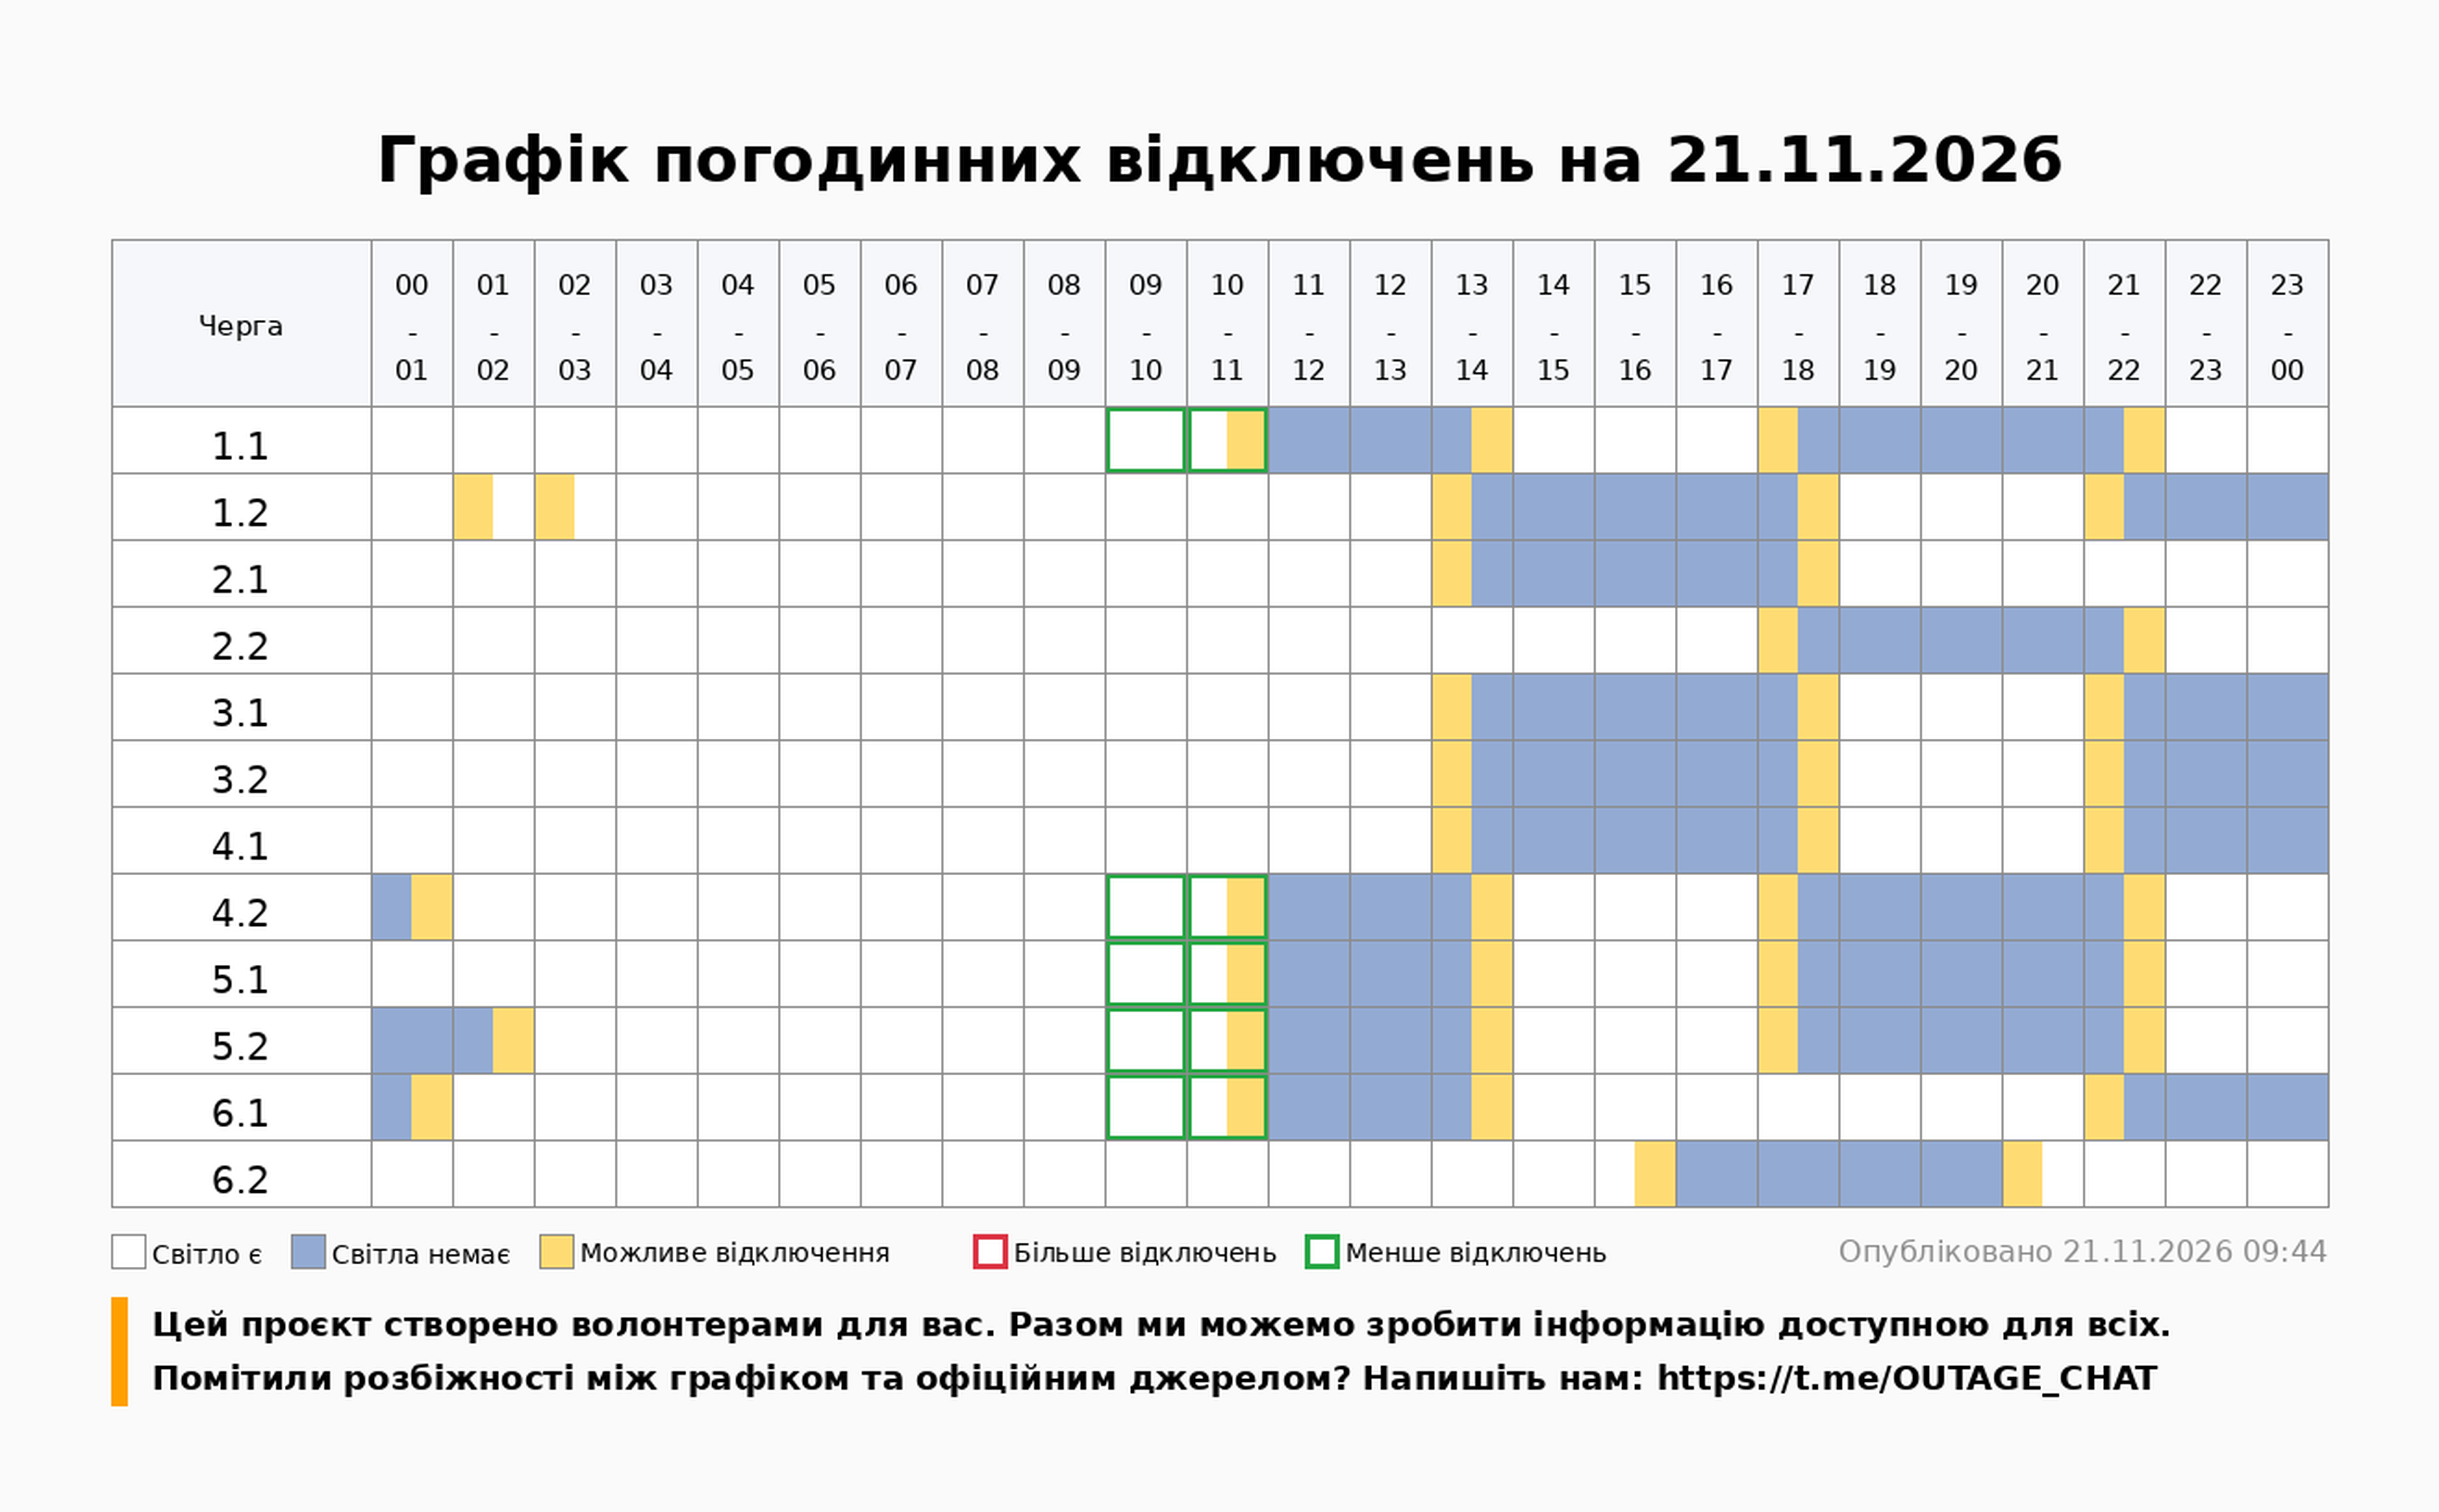 Графік погодинних відключень на 21.11.2026
Черга 00 - 01 01 - 02 02 - 03 03 - 04 04 - 05 05 - 06 06 - 07 07 - 08 08 - 09 09 - 10 10 - 11 11 - 12 12 - 13 13 - 14 14 - 15 15 - 16 16 - 17 17 - 18 18 - 19 19 - 20 20 - 21 21 - 22 22 - 23 23 - 00
1.1
1.2
2.1
2.2
3.1
3.2
4.1
4.2
5.1
5.2
6.1
6.2
Світло є Світла немає Можливе відключення Більше відключень Менше відключень Опубліковано 21.11.2026 09:44
Цей проєкт створено волонтерами для вас. Разом ми можемо зробити інформацію доступною для всіх.
Помітили розбіжності між графіком та офіційним джерелом? Напишіть нам: https://t.me/OUTAGE_CHAT